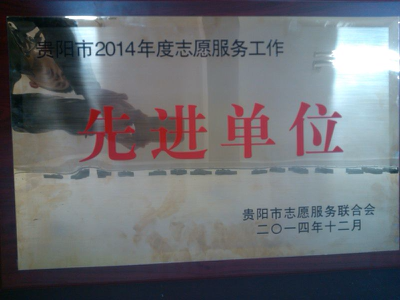 贵阳市2014年度志愿服务工作
先进单位
贵阳市志愿服务联合会
二〇一四年十二月